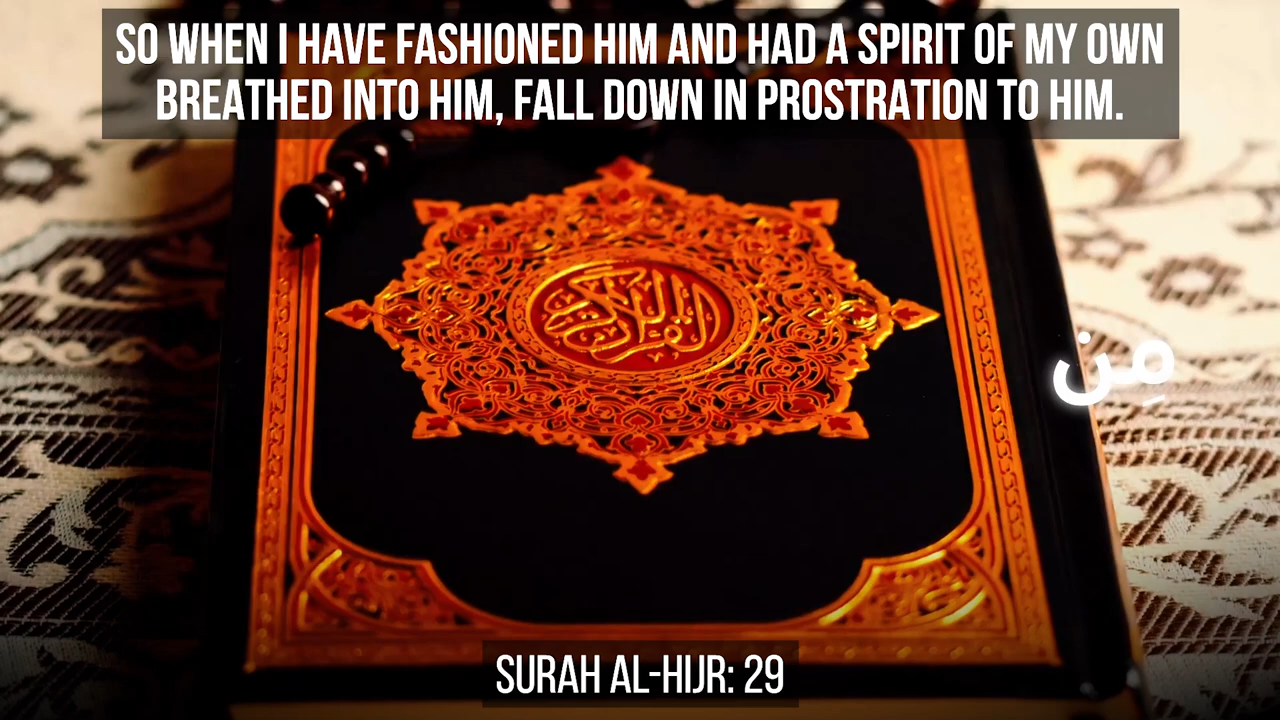 SO WHEN I HAVE FASHIONED HIM AND HAD A SPIRIT OF MY OWN
BREATHED INTO HIM, FALL DOWN IN PROSTRATION TO HIM.
القرآن الكريم
مِن
SURAH AL-HIJR: 29